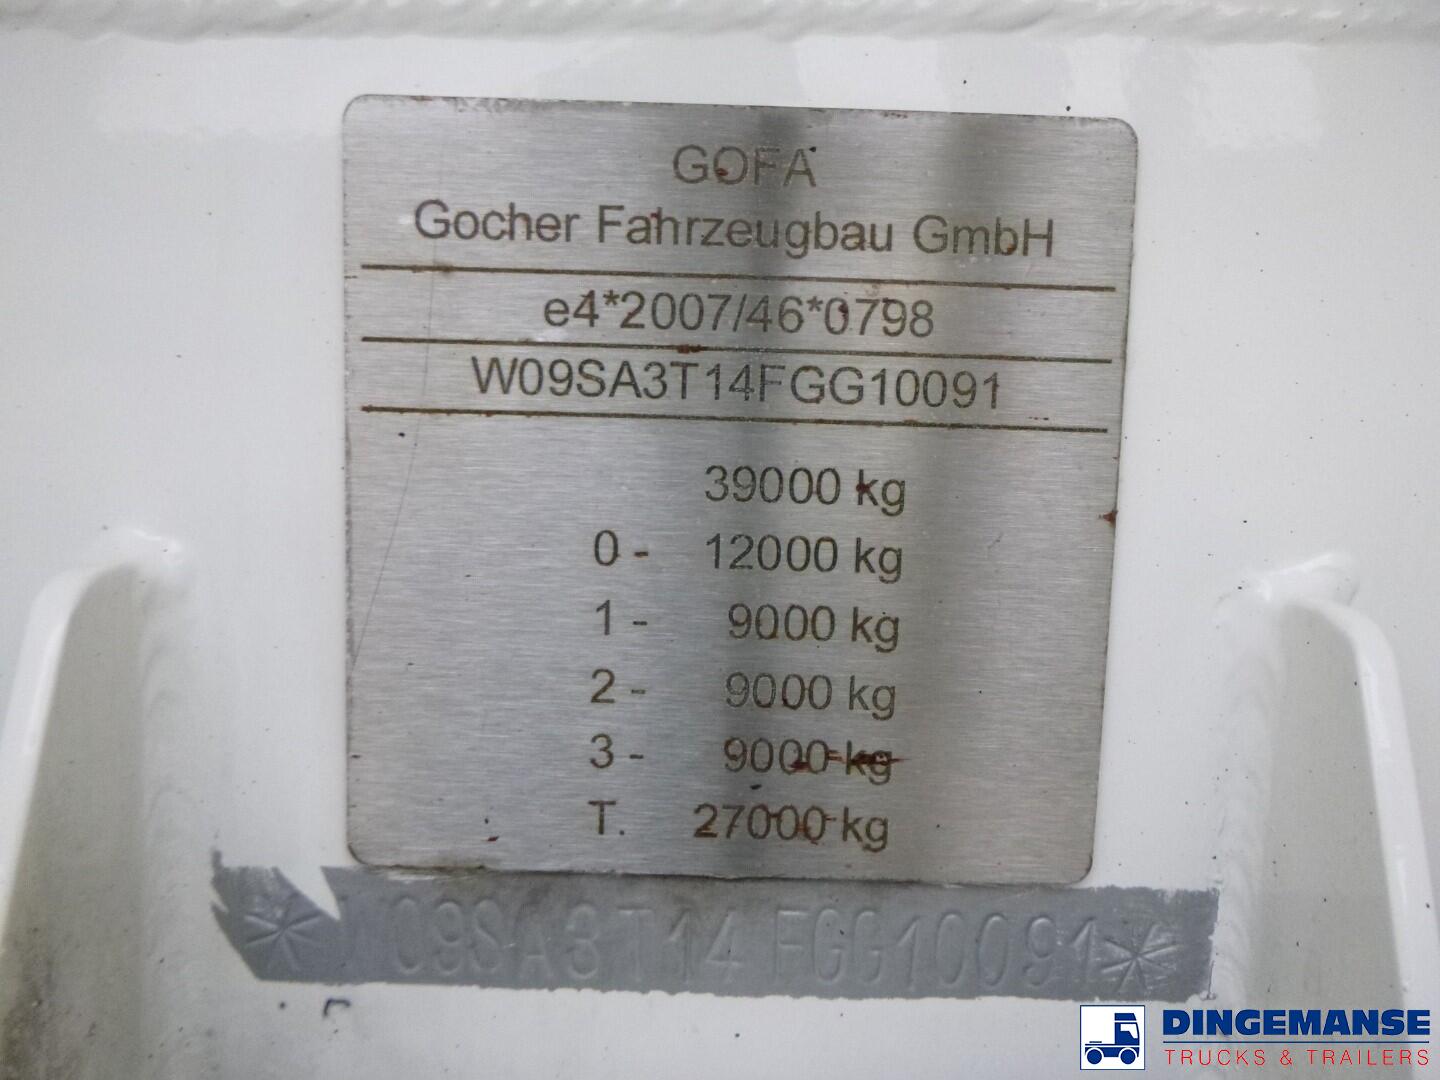 GOFA
Gocher Fahrzeugbau GmbH
e4*2007/46*0798
W09SA3T14FGG10091
39000 kg
0- 12000 kg
1- 9000 kg
2- 9000 kg
3- 9000 kg
T. 27000 kg
*W09SA3T14FGG10091*
DINGEMANSE
TRUCKS & TRAILERS